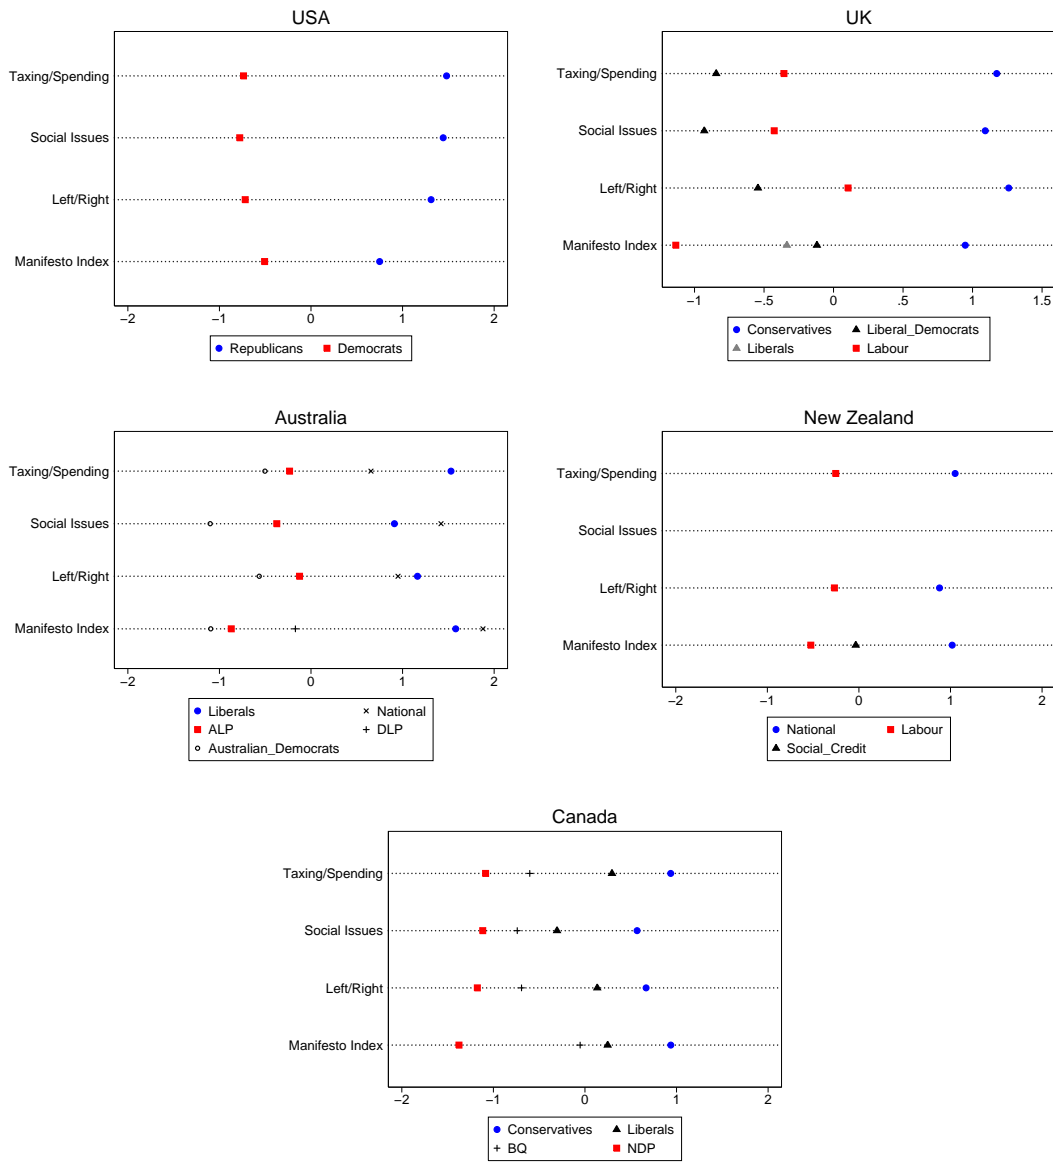 USA
Taxing/Spending
Social Issues
Left/Right
Manifesto Index
−2 −1 0 1 2
Republicans Democrats
UK
Taxing/Spending
Social Issues
Left/Right
Manifesto Index
−1 −.5 0 .5 1 1.5
Conservatives Liberal_Democrats
Liberals Labour
Australia
Taxing/Spending
Social Issues
Left/Right
Manifesto Index
−2 −1 0 1 2
Liberals National
ALP DLP
Australian_Democrats
New Zealand
Taxing/Spending
Social Issues
Left/Right
Manifesto Index
−2 −1 0 1 2
National Labour
Social_Credit
Canada
Taxing/Spending
Social Issues
Left/Right
Manifesto Index
−2 −1 0 1 2
Conservatives Liberals
BQ NDP